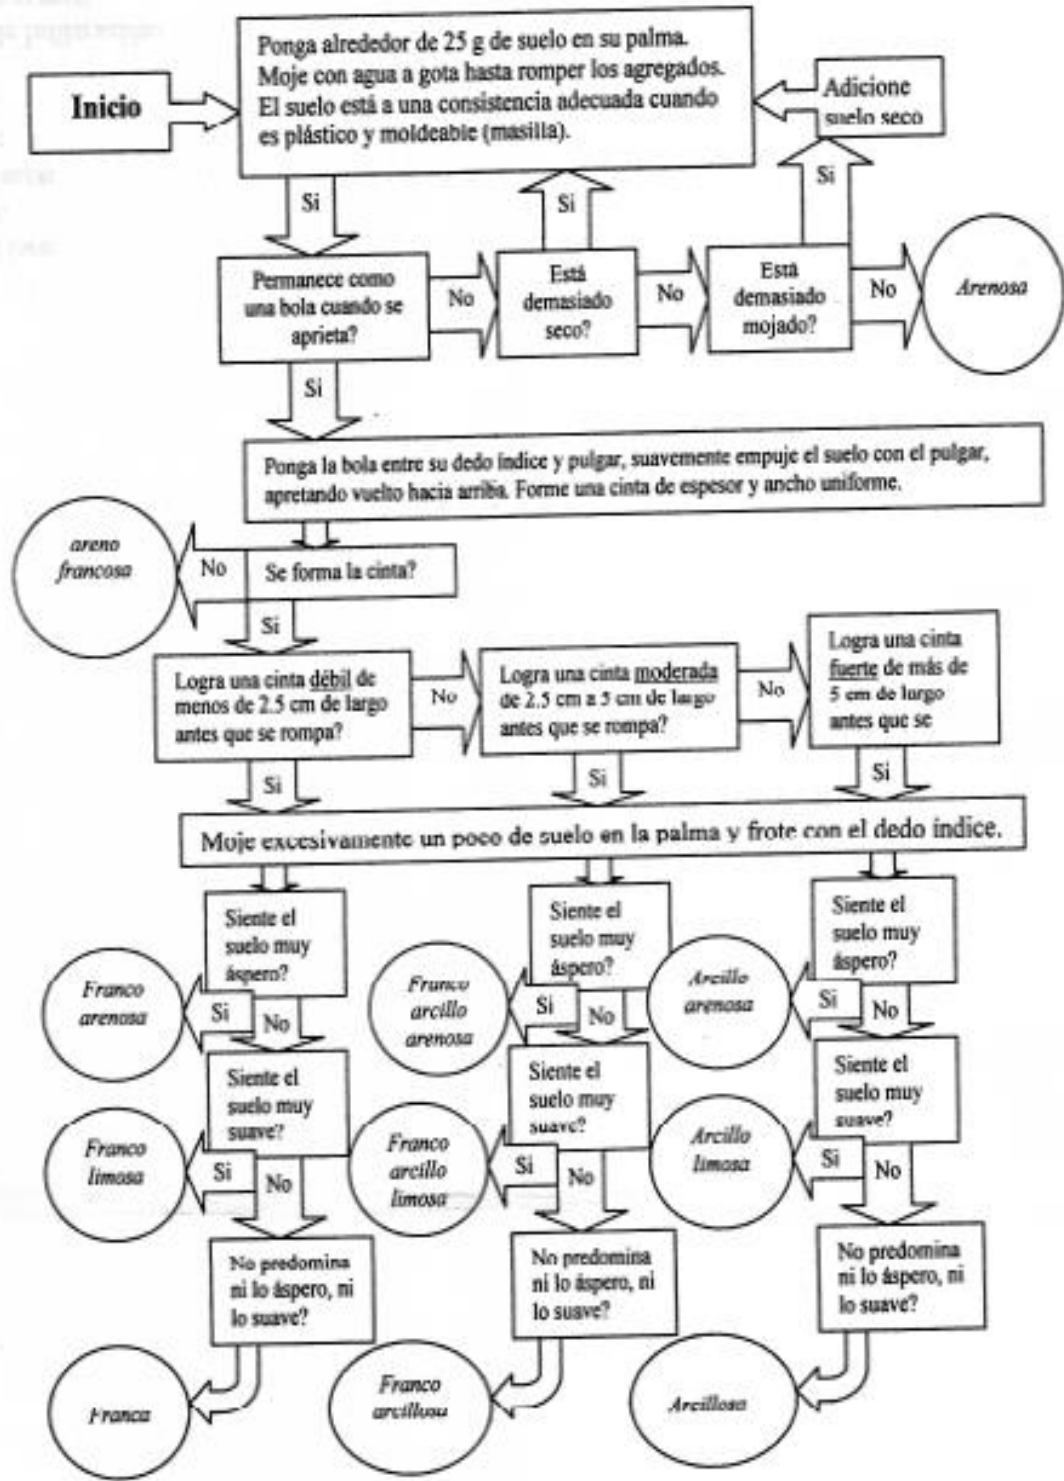 Ponga alrededor de 25 g de suelo en su palma.
Moje con agua a gota hasta romper los agregados.
El suelo está a una consistencia adecuada cuando
es plástico y moldeable (masilla).
Inicio
Adicione
suelo seco
Si
Si
Si
Permanece como
una bola cuando se
aprieta?
No
Está
demasiado
seco?
No
Està
demasiado
mojado?
No
Arenosa
Si
Ponga la bola entre su dedo índice y pulgar, suavemente empuje el suelo con el pulgar,
apretando vuelto hacia arriba. Forme una cinta de espesor y ancho uniforme.
areno
francosa
No
Se forma la cinta?
Si
Logra una cinta débil de
menos de 2.5 cm de largo
antes que se rompa?
No
Logra una cinta moderada
de 2.5 cm a 5 cm de largo
antes que se rompa?
No
Logra una cinta
fuerte de más de
5 cm de largo
antes que se
Si
Si
Si
Moje excesivamente un poco de suelo en la palma y frote con el dedo índice.
Siente el
suelo muy
áspero?
Siente el
suelo muy
áspero?
Siente el
suelo muy
áspero?
Franco
arenosa
Si
No
Franco
arcillo
arenosa
Si
No
Arcillo
arenosa
Si
No
Siente el
suelo muy
suave?
Siente el
suelo muy
suave?
Siente el
suelo muy
suave?
Franco
limosa
Si
No
Franco
arcillo
limosa
Si
No
Arcillo
limosa
Si
No
No predomina
ni lo áspero, ni
lo suave?
No predomina
ni lo áspero, ni
lo suave?
No predomina
ni lo áspero, ni
lo suave?
Franca
Franco
arcillosa
Arcillosa